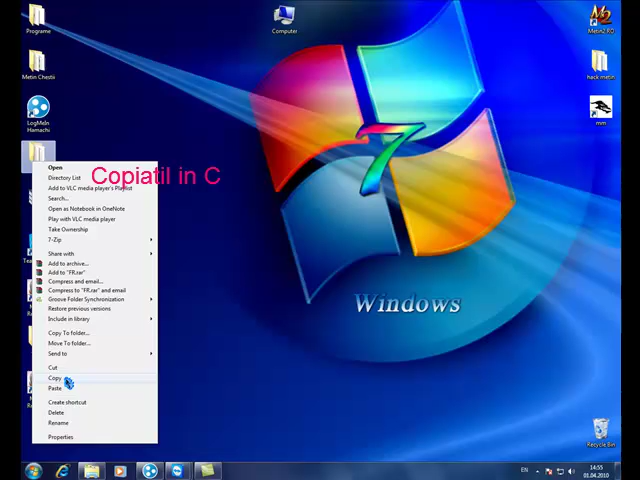 Programe
Computer
Metin2.RO
Metin Chestii
hack metin
LogMeIn
Hamachi
mm
Copiatil in C
Open
Directory List
Add to VLC media player's Playlist
Search...
Open as Notebook in OneNote
Play with VLC media player
Take Ownership
7-Zip
Share with
Add to archive...
Add to "FR.rar"
Compress and email...
Compress to "FR.rar" and email
Groove Folder Synchronization
Restore previous versions
Include in library
Copy To folder...
Move To folder...
Send to
Cut
Copy
Paste
Create shortcut
Delete
Rename
Properties
7
Windows
Recycle Bin
EN
14:55
01.04.2010